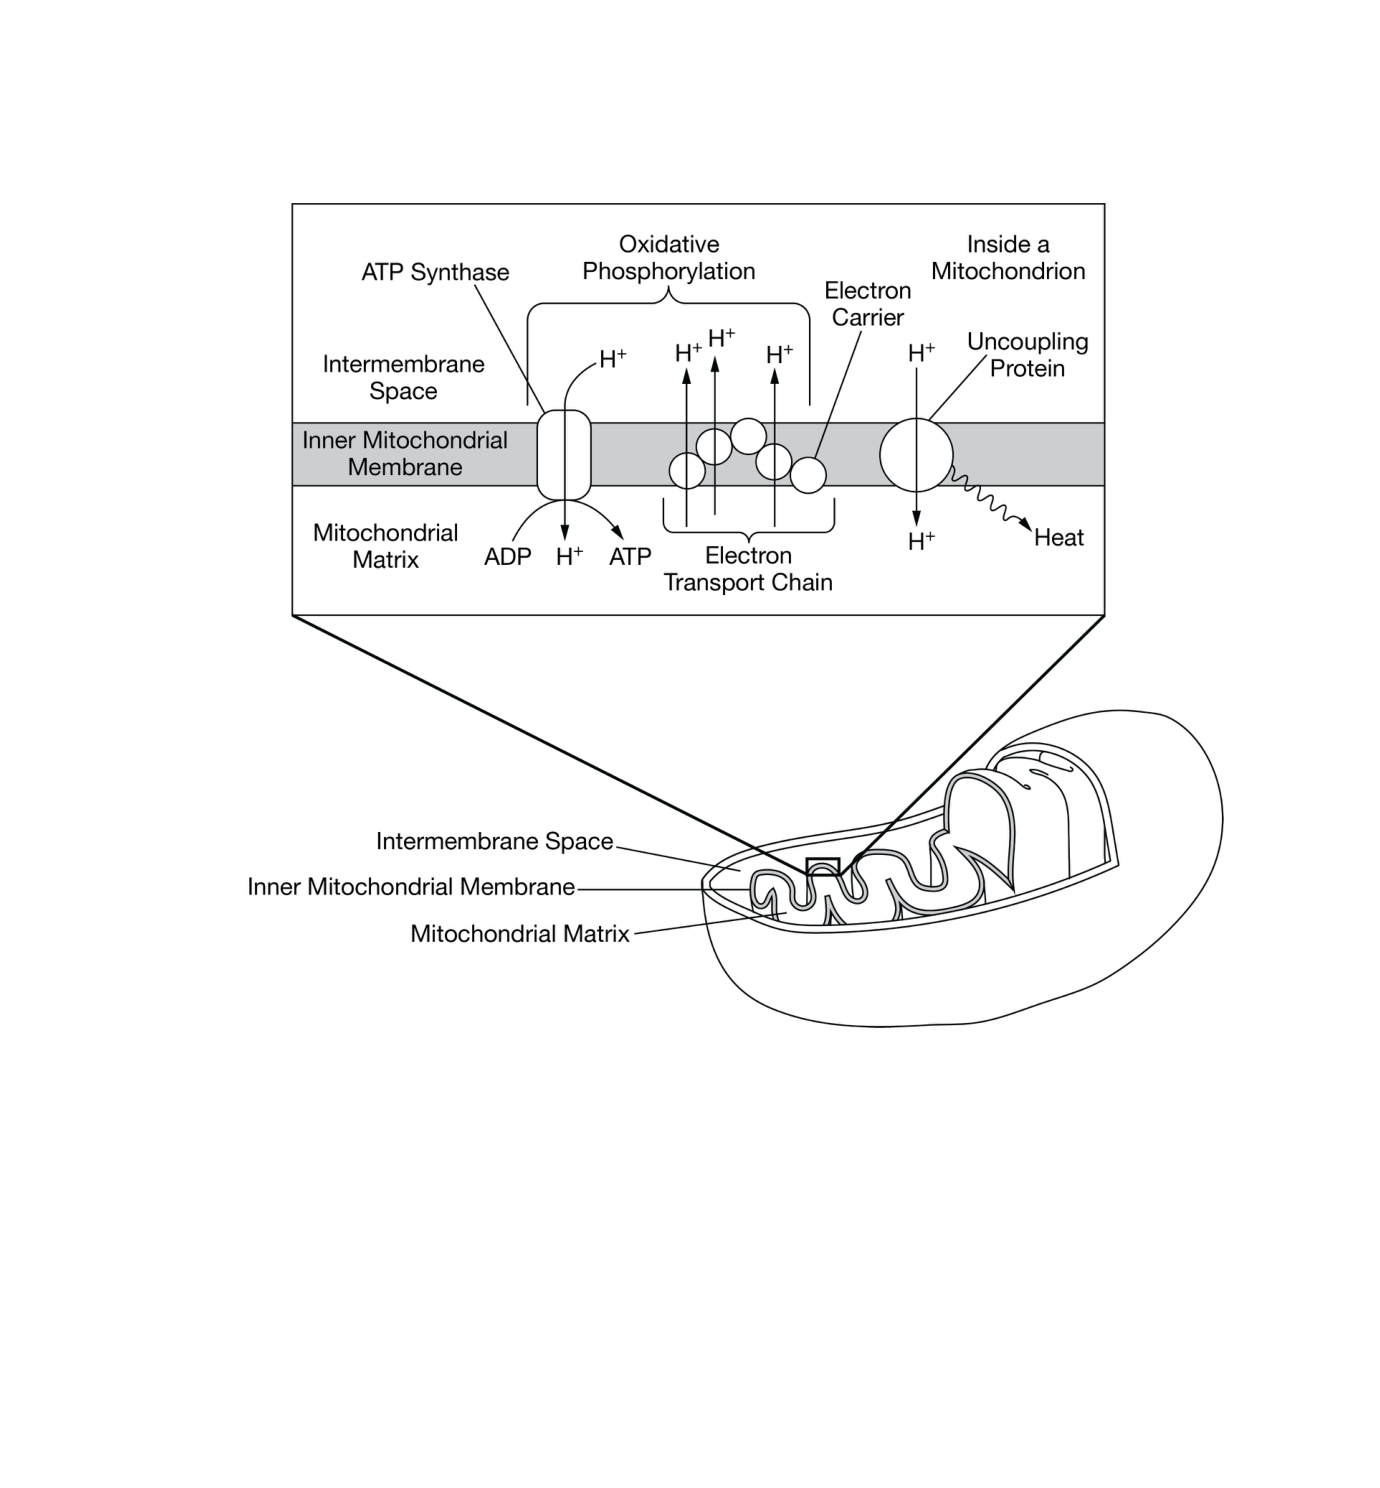 Oxidative
Phosphorylation
Inside a
Mitochondrion
ATP Synthase
Electron
Carrier
Uncoupling
Protein
Intermembrane
Space
H⁺
H⁺
H⁺
H⁺
H⁺
Inner Mitochondrial
Membrane
Mitochondrial
Matrix
ADP
H⁺
ATP
Electron
Transport Chain
H⁺
Heat
Intermembrane Space
Inner Mitochondrial Membrane
Mitochondrial Matrix